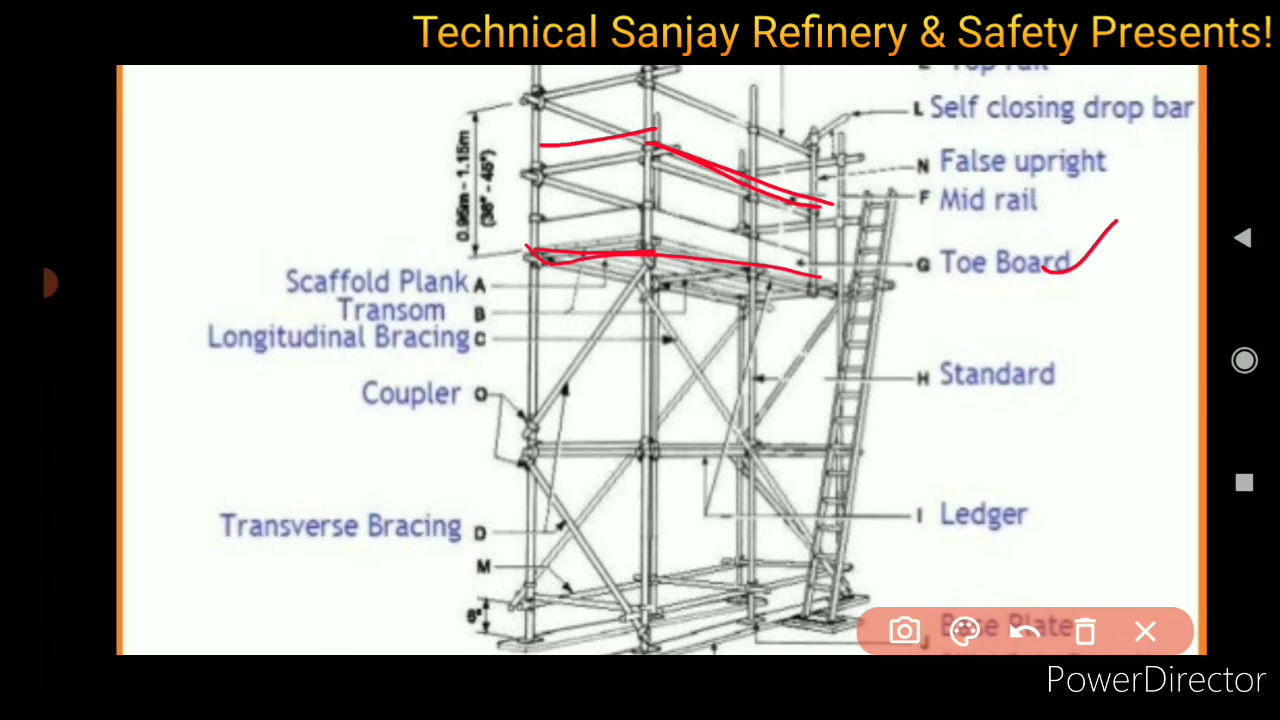 Technical Sanjay Refinery & Safety Presents!
L Self closing drop bar
0.95m - 1.15m
(38" - 45")
N False upright
F Mid rail
G Toe Board
Scaffold Plank A
Transom B
Longitudinal Bracing C
H Standard
Coupler O
I Ledger
Transverse Bracing D
M
6"
J Base Plate
PowerDirector